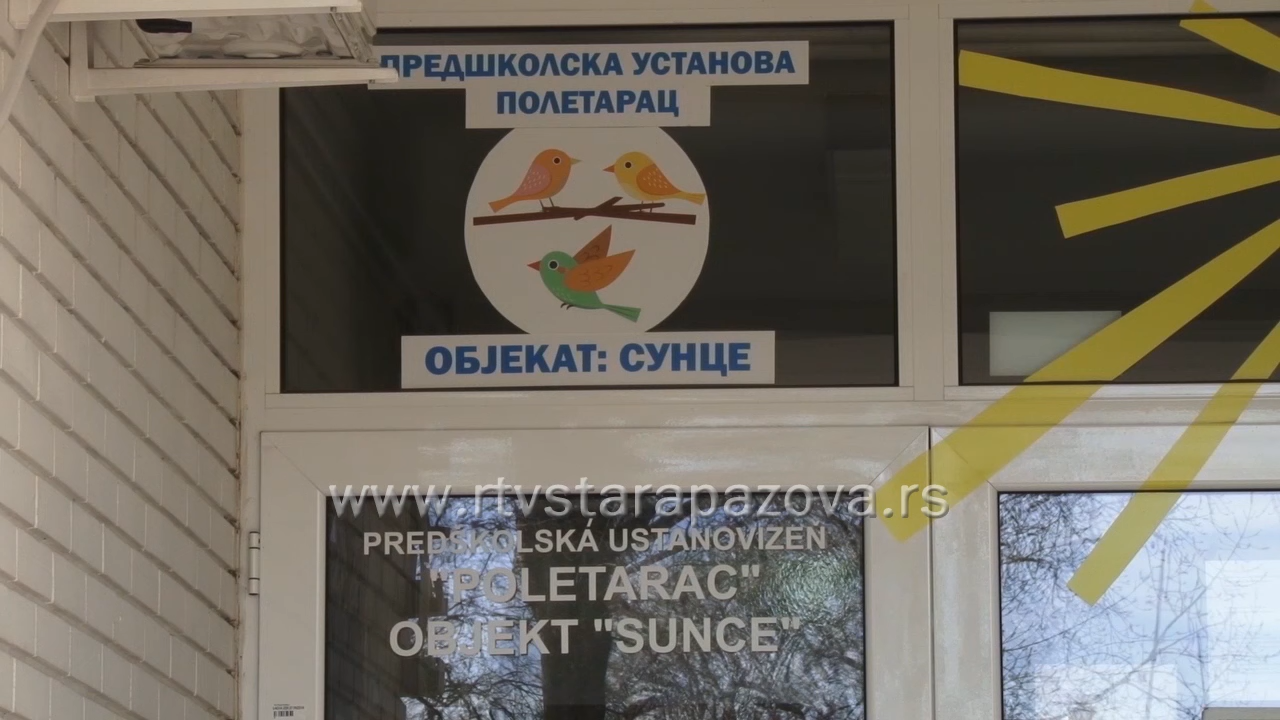 ПРЕДШКОЛСКА УСТАНОВА
ПОЛЕТАРАЦ
ОБЈЕКАТ: СУНЦЕ
www.rtvstarapazova.rs
PREDŠKOLSKÁ USTANOVIZEŇ
"POLETARAC"
OBJEKT "SUNCE"